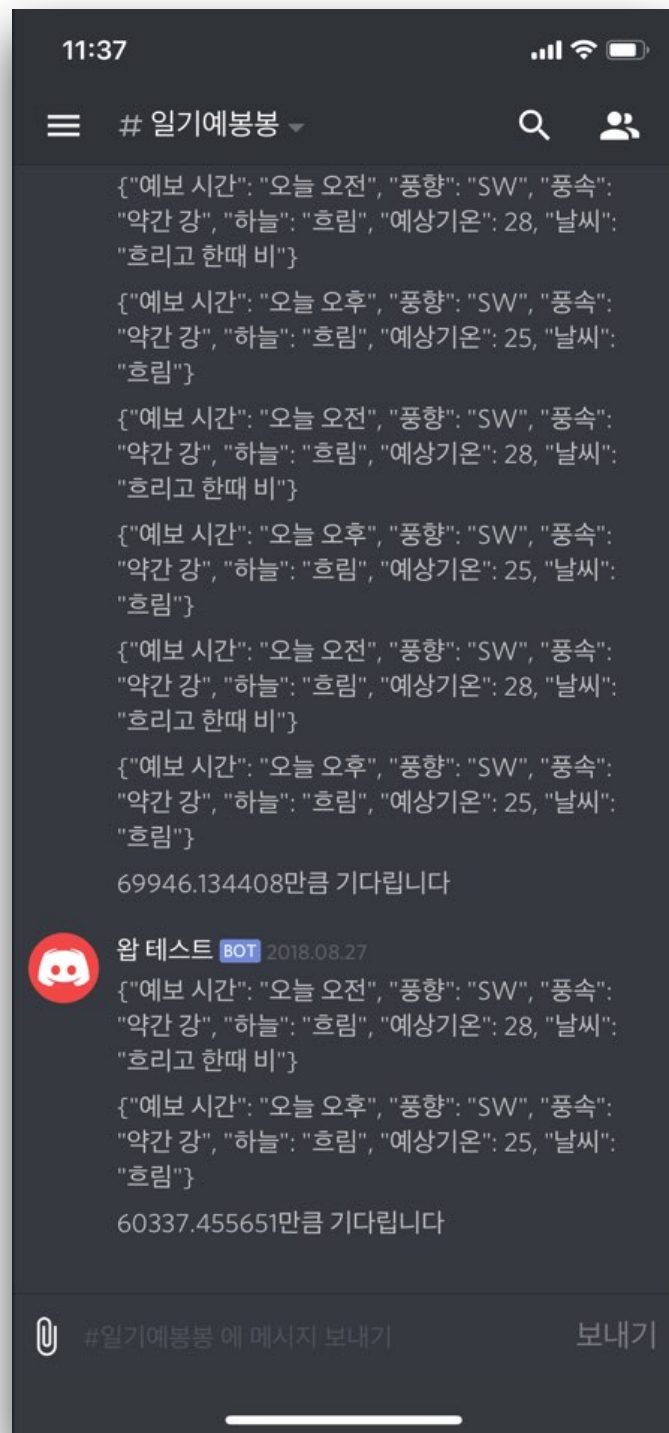 11:37
# 일기예봉봉
{"예보 시간": "오늘 오전", "풍향": "SW", "풍속":
"약간 강", "하늘": "흐림", "예상기온": 28, "날씨":
"흐리고 한때 비"}
{"예보 시간": "오늘 오후", "풍향": "SW", "풍속":
"약간 강", "하늘": "흐림", "예상기온": 25, "날씨":
"흐림"}
{"예보 시간": "오늘 오전", "풍향": "SW", "풍속":
"약간 강", "하늘": "흐림", "예상기온": 28, "날씨":
"흐리고 한때 비"}
{"예보 시간": "오늘 오후", "풍향": "SW", "풍속":
"약간 강", "하늘": "흐림", "예상기온": 25, "날씨":
"흐림"}
{"예보 시간": "오늘 오전", "풍향": "SW", "풍속":
"약간 강", "하늘": "흐림", "예상기온": 28, "날씨":
"흐리고 한때 비"}
{"예보 시간": "오늘 오후", "풍향": "SW", "풍속":
"약간 강", "하늘": "흐림", "예상기온": 25, "날씨":
"흐림"}
69946.134408만큼 기다립니다
왑 테스트 BOT 2018.08.27
{"예보 시간": "오늘 오전", "풍향": "SW", "풍속":
"약간 강", "하늘": "흐림", "예상기온": 28, "날씨":
"흐리고 한때 비"}
{"예보 시간": "오늘 오후", "풍향": "SW", "풍속":
"약간 강", "하늘": "흐림", "예상기온": 25, "날씨":
"흐림"}
60337.455651만큼 기다립니다
#일기예봉봉 에 메시지 보내기 보내기